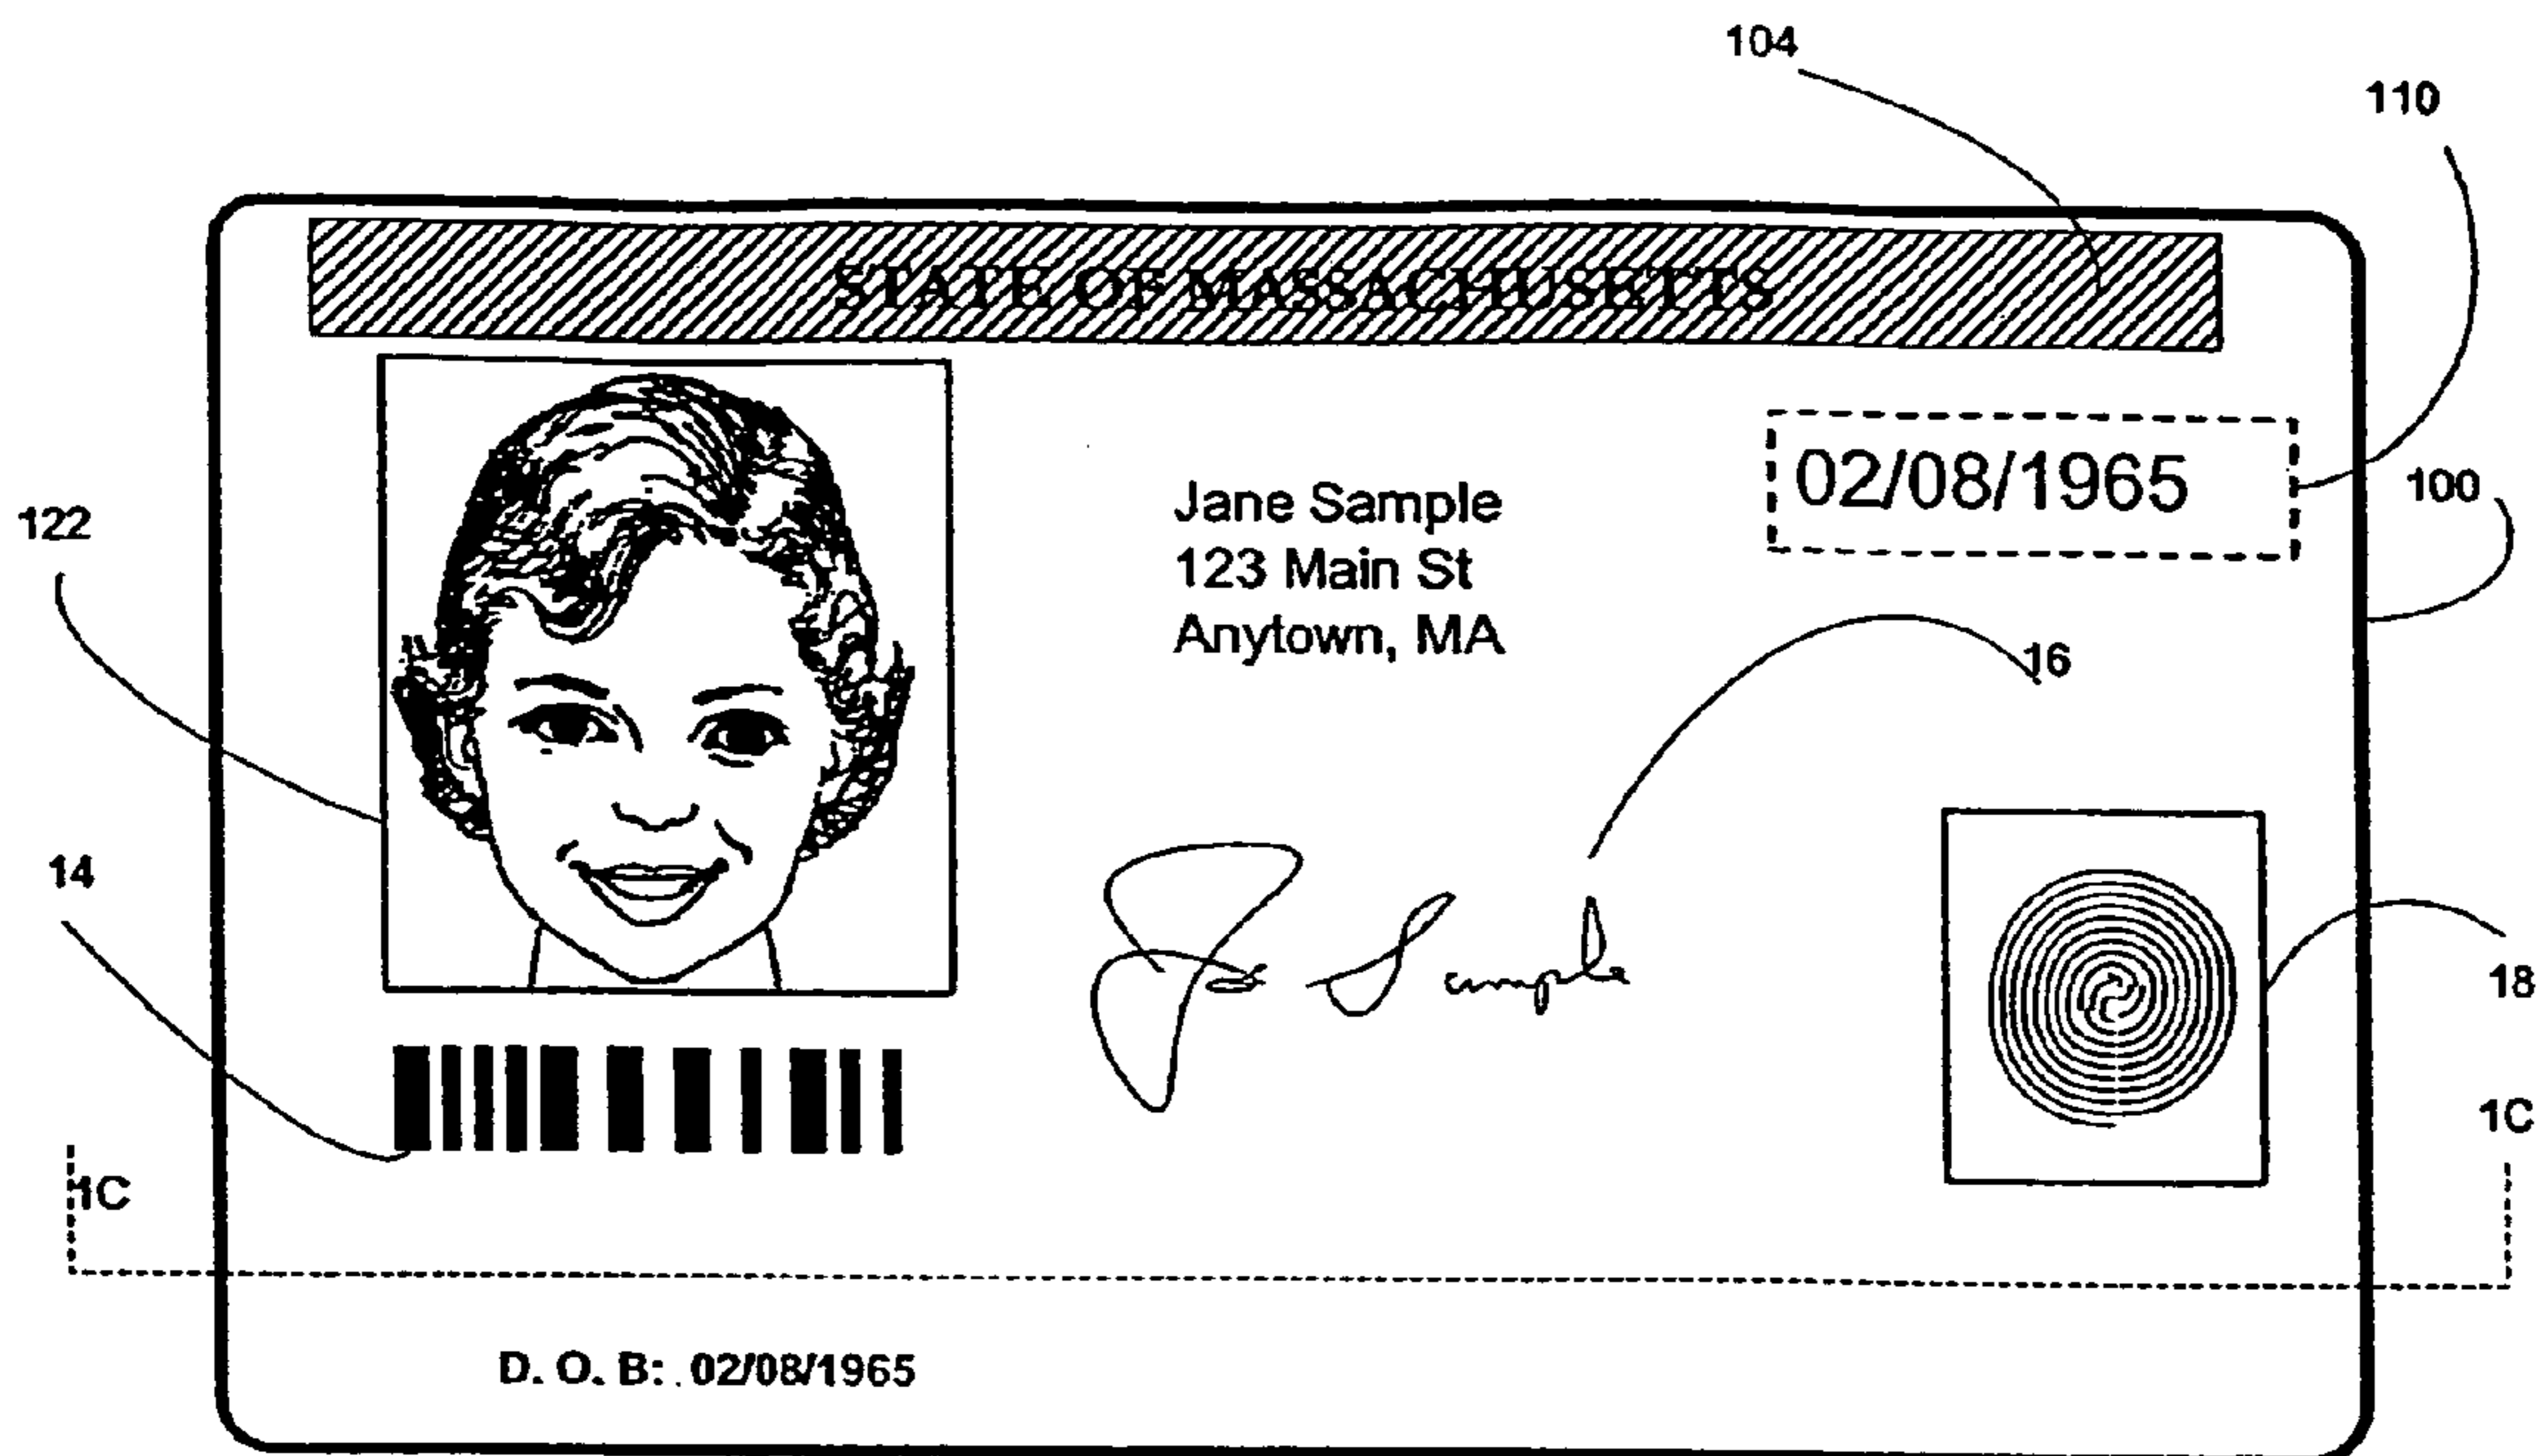 104
110
STATE OF MASSACHUSETTS
02/08/1965
100
Jane Sample
123 Main St
Anytown, MA
122
16
14
Sample
18
1C
1C
D. O. B: 02/08/1965